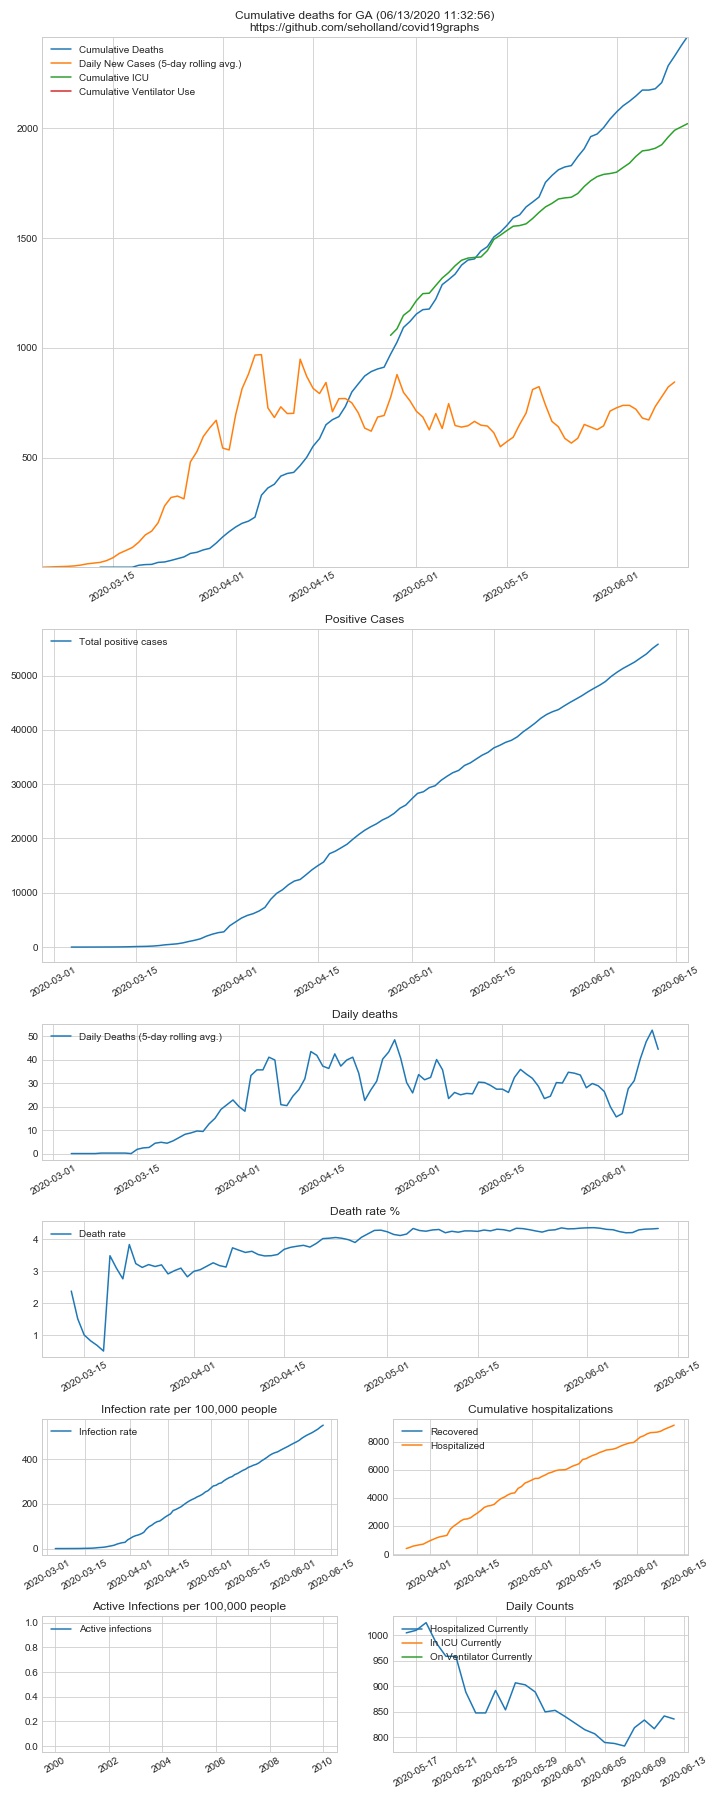 Cumulative deaths for GA (06/13/2020 11:32:56)
https://github.com/seholland/covid19graphs
Cumulative Deaths
Daily New Cases (5-day rolling avg.)
Cumulative ICU
Cumulative Ventilator Use
2000
1500
1000
500
2020-03-15 2020-04-01 2020-04-15 2020-05-01 2020-05-15 2020-06-01
Positive Cases
Total positive cases
50000
40000
30000
20000
10000
0
2020-03-01 2020-03-15 2020-04-01 2020-04-15 2020-05-01 2020-05-15 2020-06-01 2020-06-15
Daily deaths
Daily Deaths (5-day rolling avg.)
50
40
30
20
10
0
2020-03-01 2020-03-15 2020-04-01 2020-04-15 2020-05-01 2020-05-15 2020-06-01
Death rate %
Death rate
4
3
2
1
2020-03-15 2020-04-01 2020-04-15 2020-05-01 2020-05-15 2020-06-01 2020-06-15
Infection rate per 100,000 people
Infection rate
400
200
0
2020-03-01 2020-03-15 2020-04-01 2020-04-15 2020-05-01 2020-05-15 2020-06-01 2020-06-15
Cumulative hospitalizations
Recovered
Hospitalized
8000
6000
4000
2000
0
2020-04-01 2020-04-15 2020-05-01 2020-05-15 2020-06-01 2020-06-15
Active Infections per 100,000 people
Active infections
1.0
0.8
0.6
0.4
0.2
0.0
2000 2002 2004 2006 2008 2010
Daily Counts
Hospitalized Currently
In ICU Currently
On Ventilator Currently
1000
950
900
850
800
2020-05-17 2020-05-21 2020-05-25 2020-05-29 2020-06-01 2020-06-05 2020-06-09 2020-06-13